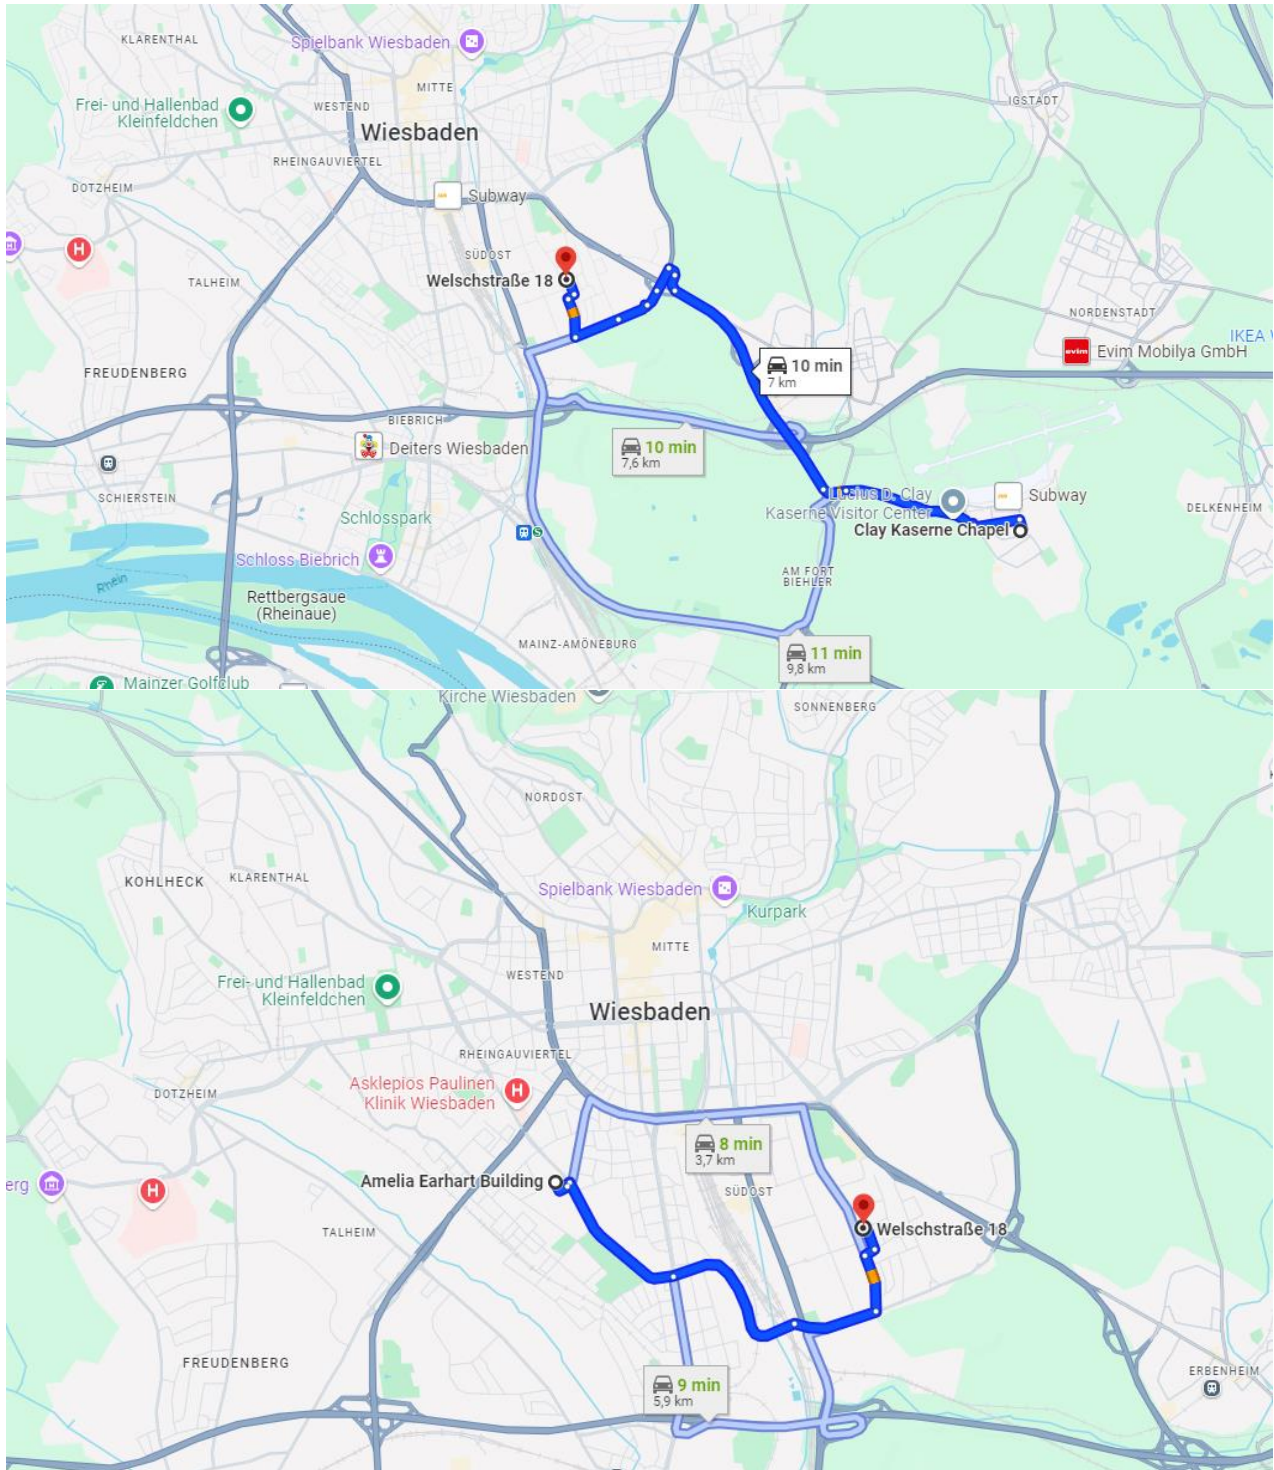 KLARENTHAL
Spielbank Wiesbaden
MITTE
Frei- und Hallenbad
Kleinfeldchen
WESTEND
IGSTADT
Wiesbaden
RHEINGAUVIERTEL
DOTZHEIM
Subway
H
SÜDOST
Welschstraße 18
TALHEIM
NORDENSTADT
IKEA
evim
Evim Mobilya GmbH
10 min
7 km
FREUDENBERG
BIEBRICH
Deiters Wiesbaden
10 min
7,6 km
SCHIERSTEIN
Lucius D. Clay
Kaserne Visitor Center
Subway
DELKENHEIM
Schlosspark
S
Clay Kaserne Chapel
Schloss Biebrich
AM FORT
BIEHLER
Rhein
Rettbergsaue
(Rheinaue)
MAINZ-AMÖNEBURG
11 min
9,8 km
Mainzer Golfclub
Kirche Wiesbaden
SONNENBERG
NORDOST
KOHLHECK
KLARENTHAL
Spielbank Wiesbaden
Kurpark
MITTE
WESTEND
Frei- und Hallenbad
Kleinfeldchen
Wiesbaden
RHEINGAUVIERTEL
Asklepios Paulinen
Klinik Wiesbaden
H
DOTZHEIM
8 min
3,7 km
erg
H
Amelia Earhart Building
SÜDOST
TALHEIM
Welschstraße 18
FREUDENBERG
9 min
5,9 km
ERBENHEIM